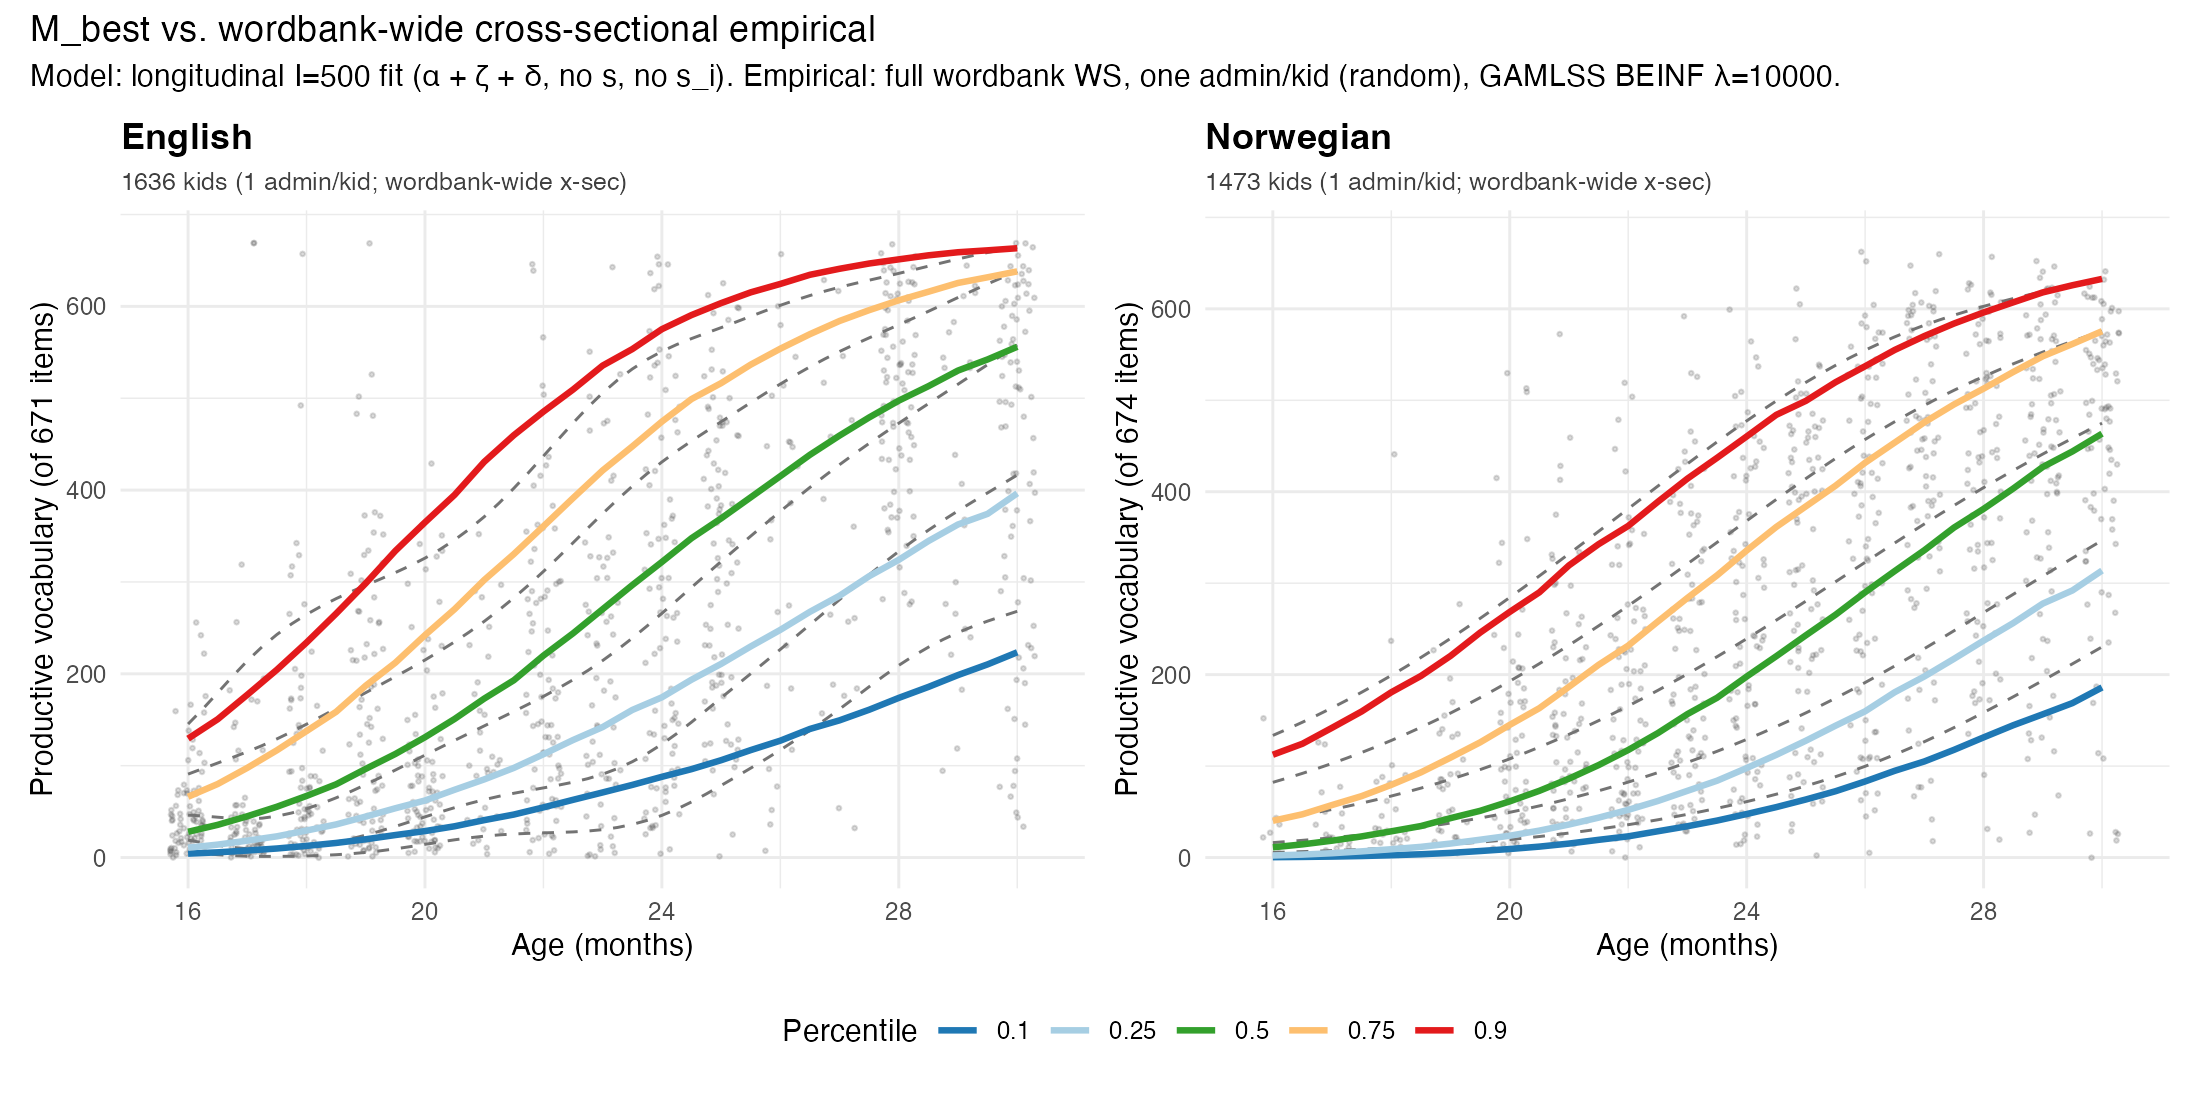 M_best vs. wordbank-wide cross-sectional empirical
Model: longitudinal I=500 fit (α + ζ + δ, no s, no s_i). Empirical: full wordbank WS, one admin/kid (random), GAMLSS BEINF λ=10000.
English
1636 kids (1 admin/kid; wordbank-wide x-sec)
Productive vocabulary (of 671 items)
600
400
200
0
16 20 24 28
Age (months)
Norwegian
1473 kids (1 admin/kid; wordbank-wide x-sec)
Productive vocabulary (of 674 items)
600
400
200
0
16 20 24 28
Age (months)
Percentile 0.1 0.25 0.5 0.75 0.9